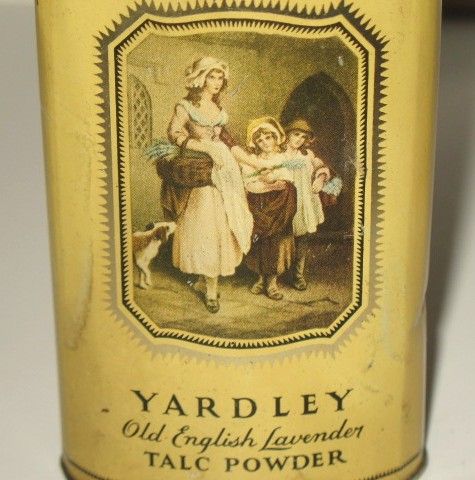 YARDLEY
Old English Lavender
TALC POWDER